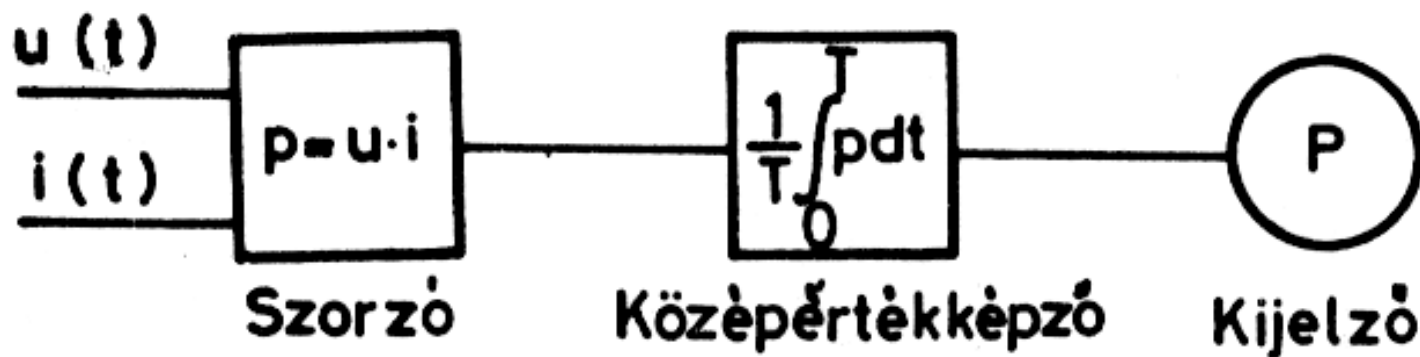 u (t)
i (t)
p=u·i
1/T ∫₀ᵀ pdt
P
Szorzó
Középértékképző
Kijelző